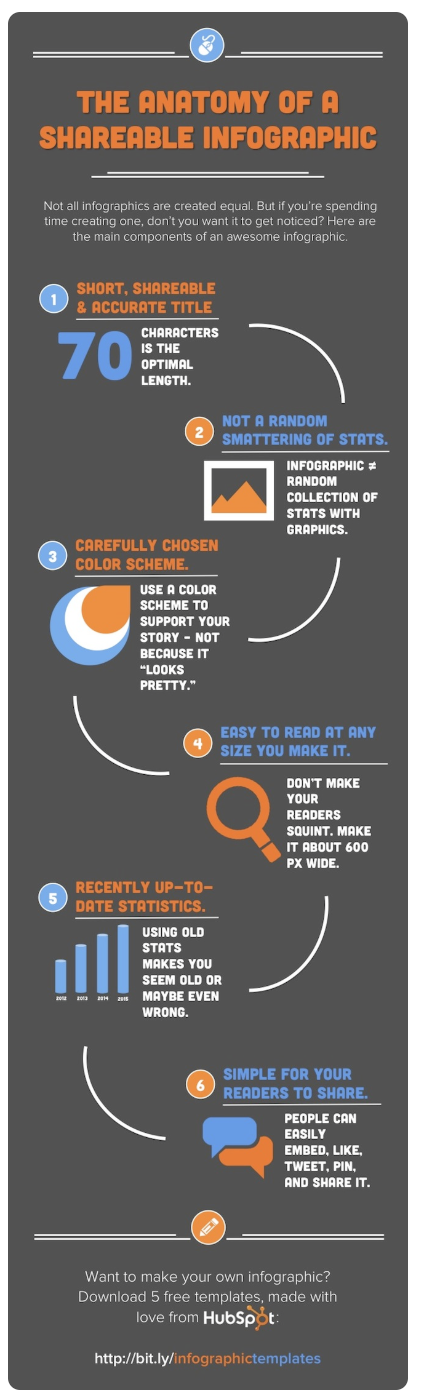 THE ANATOMY OF A
SHAREABLE INFOGRAPHIC
Not all infographics are created equal. But if you're spending
time creating one, don't you want it to get noticed? Here are
the main components of an awesome infographic.
1
SHORT, SHAREABLE
& ACCURATE TITLE
70
CHARACTERS
IS THE
OPTIMAL
LENGTH.
2
NOT A RANDOM
SMATTERING OF STATS.
INFOGRAPHIC ≠
RANDOM
COLLECTION OF
STATS WITH
GRAPHICS.
3
CAREFULLY CHOSEN
COLOR SCHEME.
USE A COLOR
SCHEME TO
SUPPORT YOUR
STORY - NOT
BECAUSE IT
“LOOKS
PRETTY.”
4
EASY TO READ AT ANY
SIZE YOU MAKE IT.
DON'T MAKE
YOUR
READERS
SQUINT. MAKE
IT ABOUT 600
PX WIDE.
5
RECENTLY UP-TO-
DATE STATISTICS.
USING OLD
STATS
MAKES YOU
SEEM OLD OR
MAYBE EVEN
WRONG.
2012 2013 2014 2015
6
SIMPLE FOR YOUR
READERS TO SHARE.
PEOPLE CAN
EASILY
EMBED, LIKE,
TWEET, PIN,
AND SHARE IT.
Want to make your own infographic?
Download 5 free templates, made with
love from HubSpot:
http://bit.ly/infographictemplates